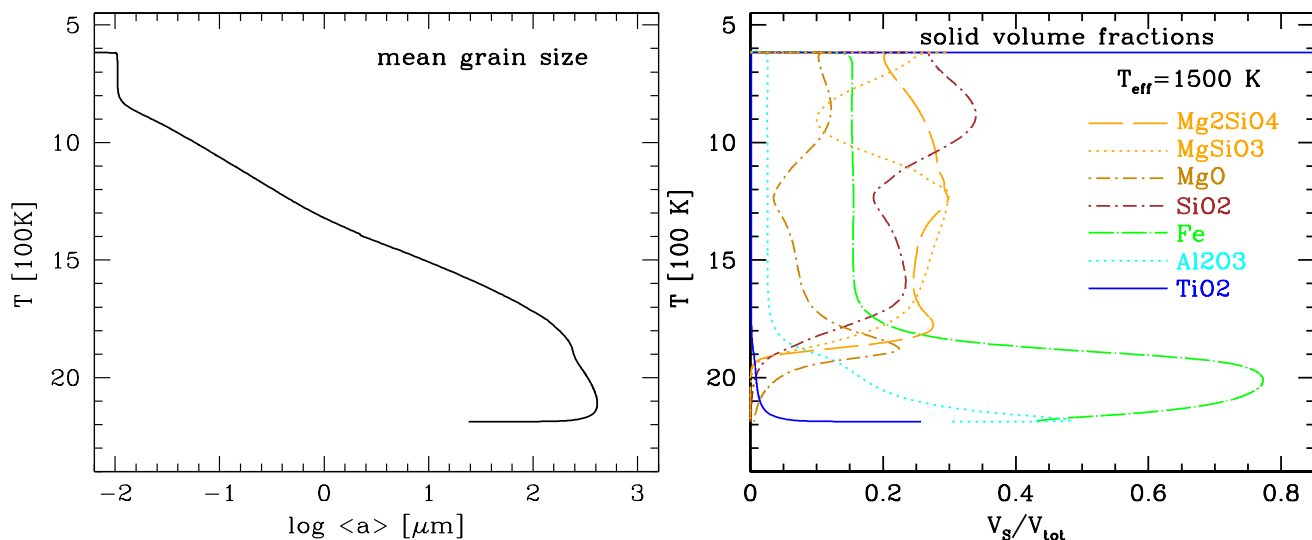 mean grain size
5
10
15
20
T [100K]
−2
−1
0
1
2
3
log <a> [μm]
solid volume fractions
T_eff=1500 K
Mg2SiO4
MgSiO3
MgO
SiO2
Fe
Al2O3
TiO2
5
10
15
20
T [100 K]
0
0.2
0.4
0.6
0.8
V_S/V_tot